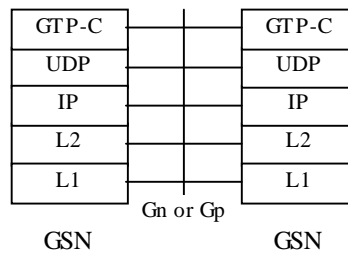 GTP-C GTP-C
UDP UDP
IP IP
L2 L2
L1 L1
Gn or Gp
GSN GSN